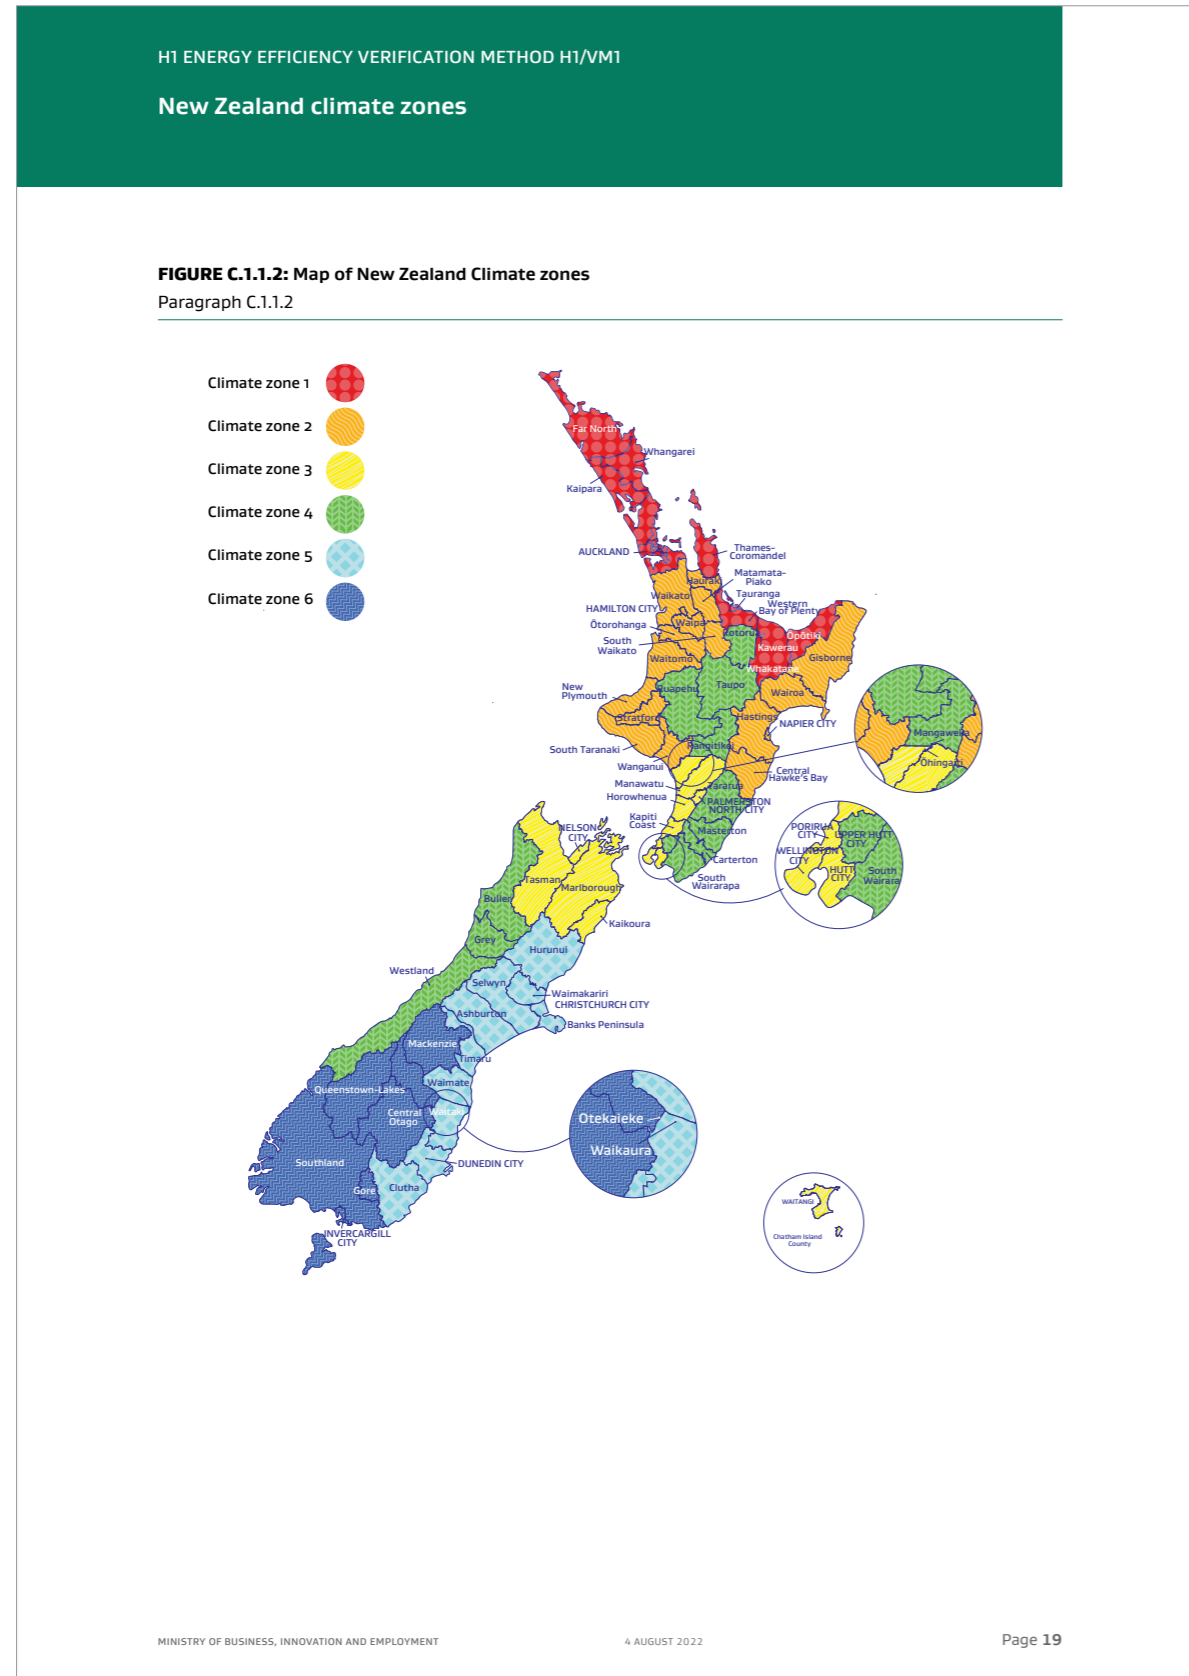 H1 ENERGY EFFICIENCY VERIFICATION METHOD H1/VM1
New Zealand climate zones
FIGURE C.1.1.2: Map of New Zealand Climate zones
Paragraph C.1.1.2
Climate zone 1
Climate zone 2
Climate zone 3
Climate zone 4
Climate zone 5
Climate zone 6
Far North
Whangarei
Kaipara
AUCKLAND
Thames-
Coromandel
Hauraki
Matamata-
Piako
Waikato
Tauranga
Western
Bay of Plenty
HAMILTON CITY
Ōtorohanga
Waipa
South
Waikato
Rotorua
Ōpōtiki
Kawerau
Gisborne
Waitomo
Whakatane
New
Plymouth
Ruapehu
Taupo
Wairoa
Stratford
Hastings
NAPIER CITY
South Taranaki
Rangitikei
Wanganui
Central
Hawke's Bay
Manawatu
Tararua
Horowhenua
PALMERSTON
NORTH CITY
Kapiti
Coast
Masterton
Carterton
South
Wairarapa
Mangaweka
Ōhingaiti
PORIRUA
CITY
UPPER HUTT
CITY
WELLINGTON
CITY
HUTT
CITY
South
Wairara
NELSON
CITY
Tasman
Marlborough
Buller
Kaikoura
Grey
Hurunui
Westland
Selwyn
Waimakariri
CHRISTCHURCH CITY
Ashburton
Banks Peninsula
Mackenzie
Timaru
Waimate
Queenstown-Lakes
Central
Otago
Waitaki
DUNEDIN CITY
Southland
Gore
Clutha
INVERCARGILL
CITY
Otekaieke
Waikaura
WAITANGI
Chatham Island
County
MINISTRY OF BUSINESS, INNOVATION AND EMPLOYMENT
4 AUGUST 2022
Page 19